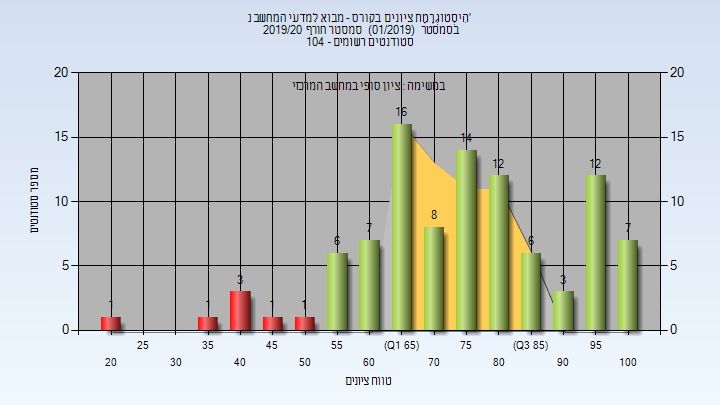 היסטוגרמת ציונים בקורס - מבוא למדעי המחשב נ'
בסמסטר (01/2019) סמסטר חורף 2019/20
סטודנטים רשומים - 104
במשימה : ציון סופי במחשב המרכזי
20 20
15 15
10 10
5 5
0 0
1 1 3 1 1 6 7 16 8 14 12 6 3 12 7
25 35 45 55 (Q1 65) 75 (Q3 85) 95
20 30 40 50 60 70 80 90 100
מספר סטודנטים
טווח ציונים